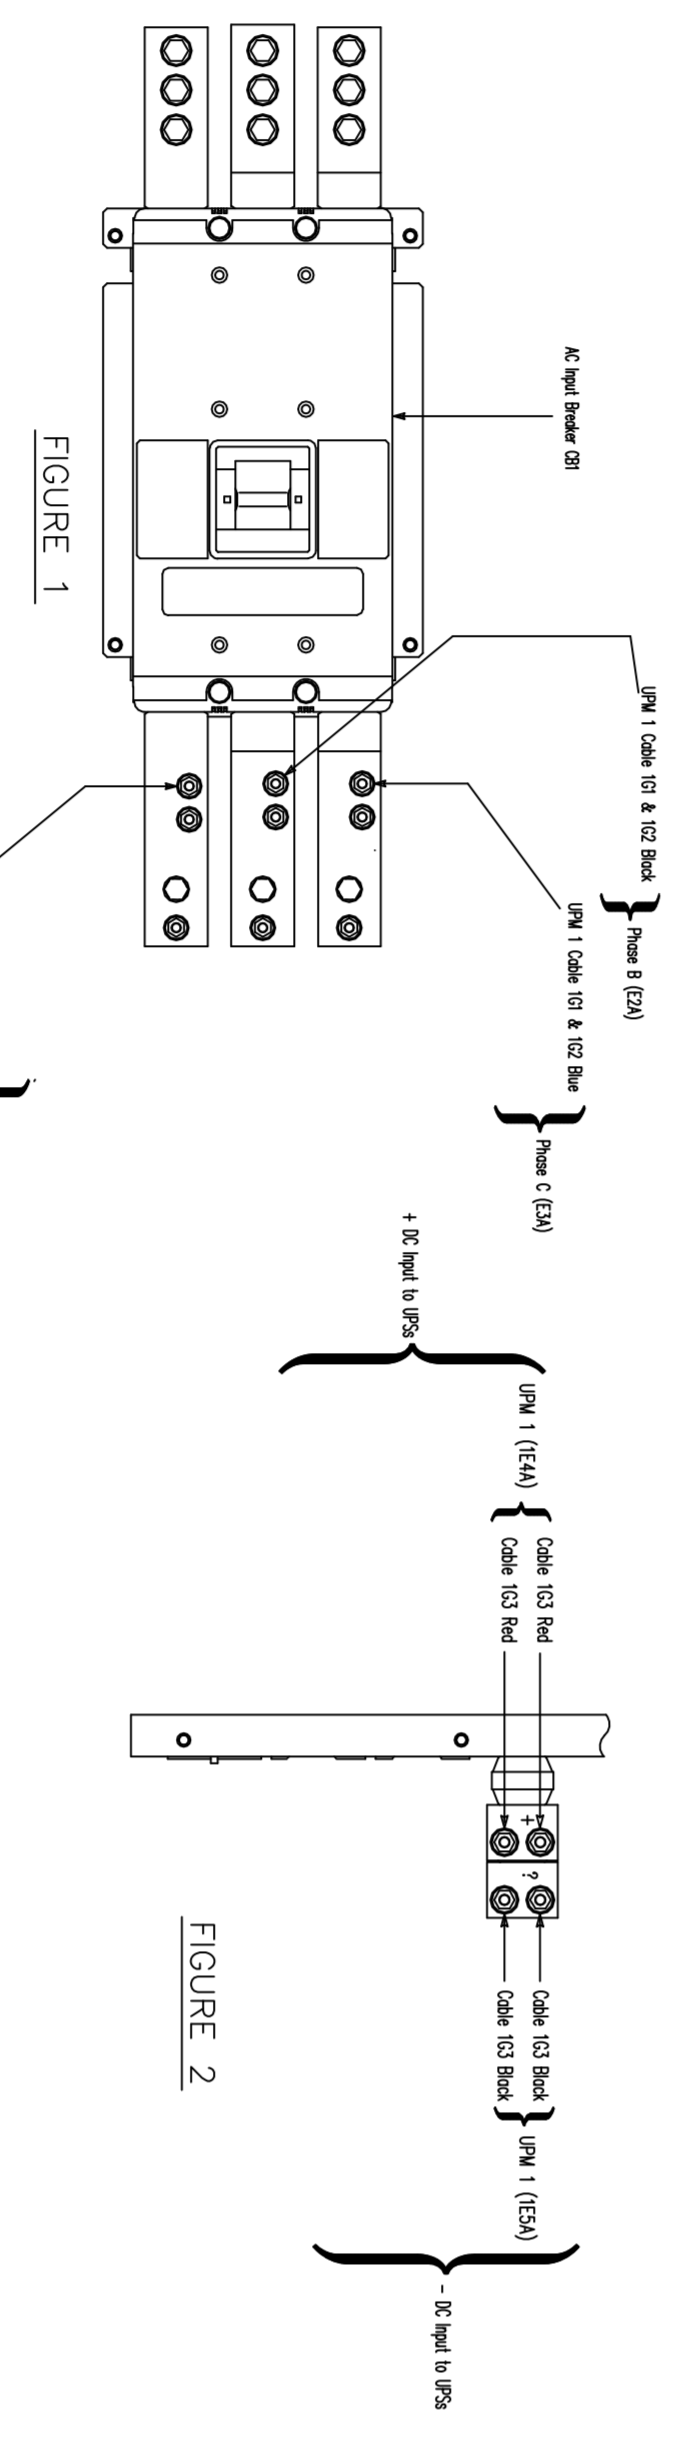 AC Input Breaker CB1
UPM 1 Cable 1G1 & 1G2 Black
Phase B (E2A)
UPM 1 Cable 1G1 & 1G2 Blue
Phase C (E3A)
FIGURE 1
+ DC Input to UPSs
UPM 1 (1E4A)
Cable 1G3 Red
Cable 1G3 Red
+
?
Cable 1G3 Black
Cable 1G3 Black
UPM 1 (1E5A)
- DC Input to UPSs
FIGURE 2